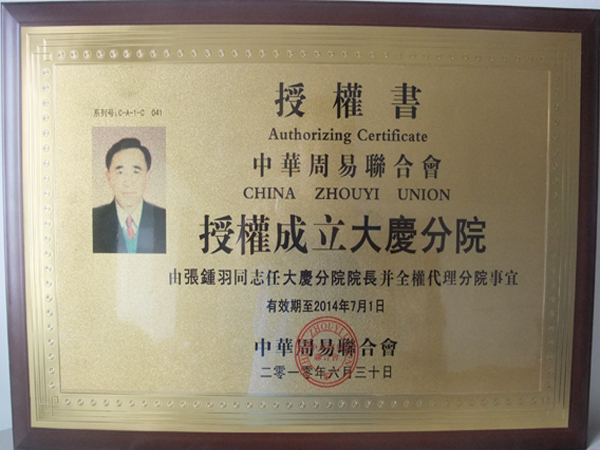 授權書
系列号:C-A-1-C 041
Authorizing Certificate
中華周易聯合會
CHINA ZHOUYI UNION
授權成立大慶分院
由張鍾羽同志任大慶分院院長并全權代理分院事宜
有效期至2014年7月1日
中華周易聯合會
二零一零年六月三十日